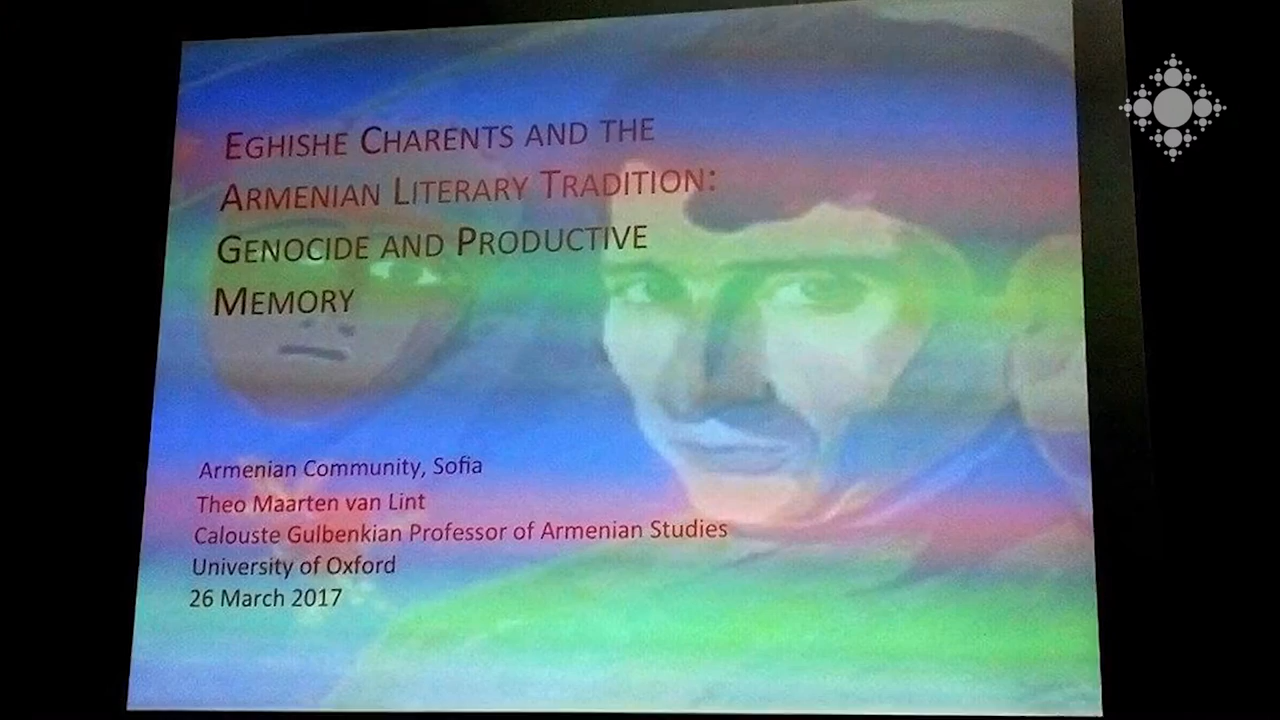 EGHISHE CHARENTS AND THE
ARMENIAN LITERARY TRADITION:
GENOCIDE AND PRODUCTIVE
MEMORY
Armenian Community, Sofia
Theo Maarten van Lint
Calouste Gulbenkian Professor of Armenian Studies
University of Oxford
26 March 2017